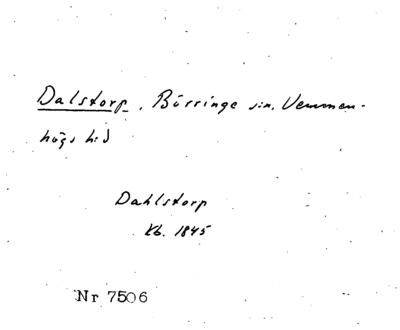 Dalstorp, Börringe sn, Vemmen-
högs hd
Dahlstorp
Kb. 1845
Nr 7506